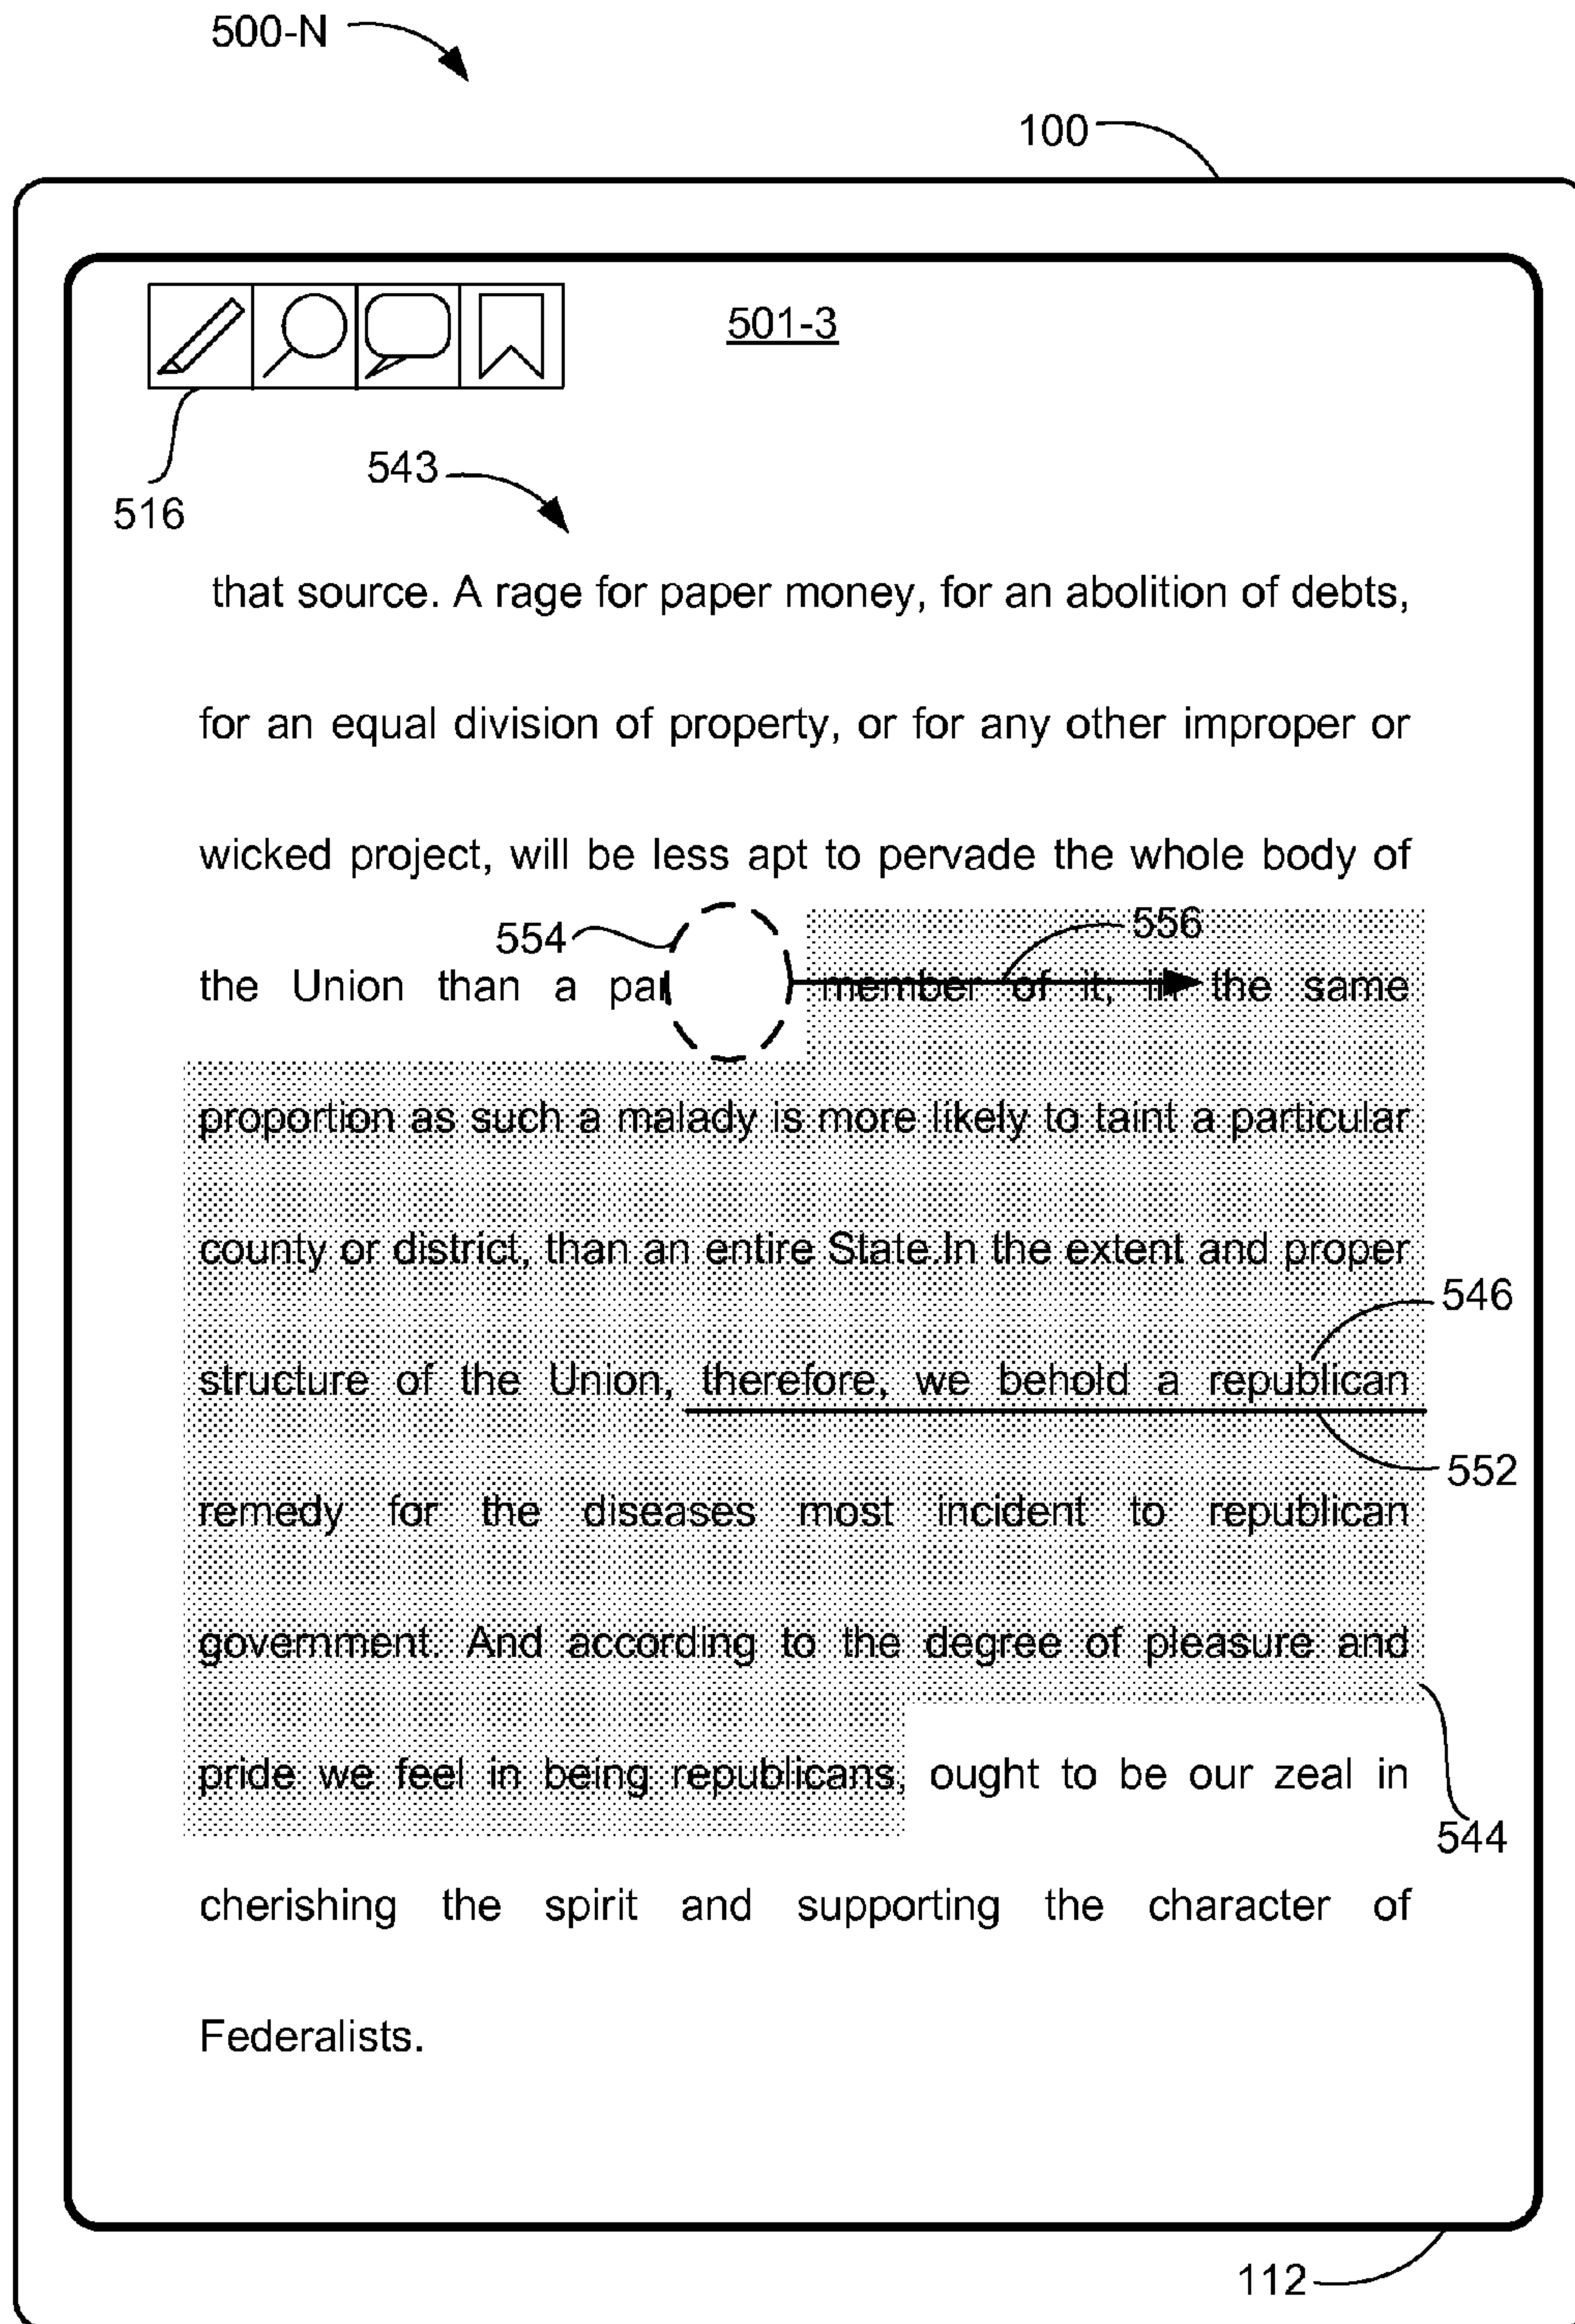 500-N
100
501-3
516
543
that source. A rage for paper money, for an abolition of debts,
for an equal division of property, or for any other improper or
wicked project, will be less apt to pervade the whole body of
554
556
the Union than a par member of it; in the same
proportion as such a malady is more likely to taint a particular
county or district, than an entire State.In the extent and proper
546
structure of the Union, therefore, we behold a republican
552
remedy for the diseases most incident to republican
government. And according to the degree of pleasure and
pride we feel in being republicans, ought to be our zeal in
544
cherishing the spirit and supporting the character of
Federalists.
112